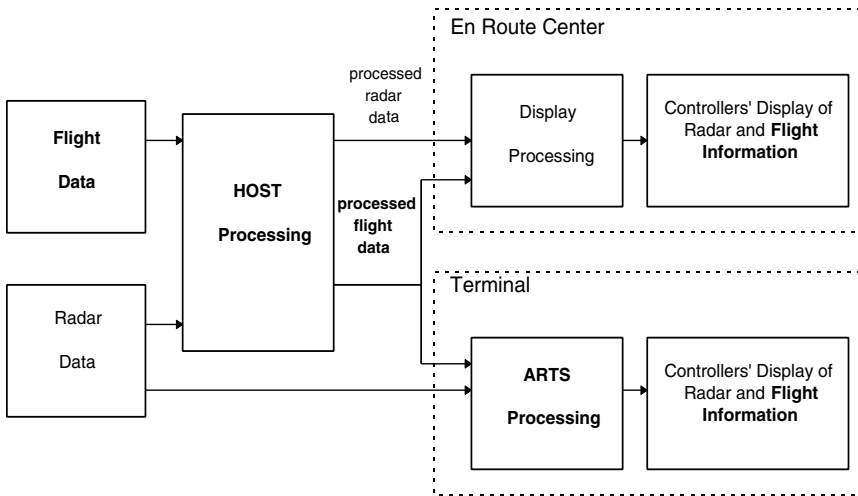 En Route Center
processed
radar
data
Flight
Data
HOST
Processing
Display
Processing
Controllers' Display of
Radar and Flight
Information
processed
flight
data
Radar
Data
Terminal
ARTS
Processing
Controllers' Display of
Radar and Flight
Information